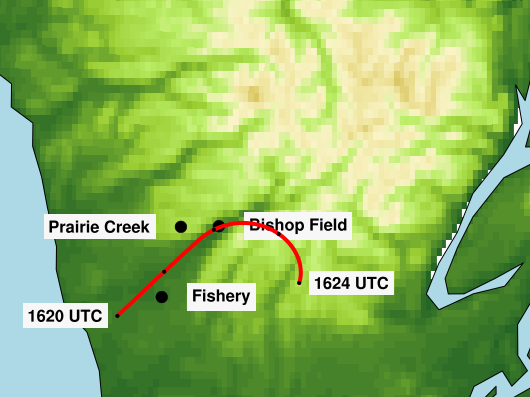 Prairie Creek
Bishop Field
1624 UTC
Fishery
1620 UTC